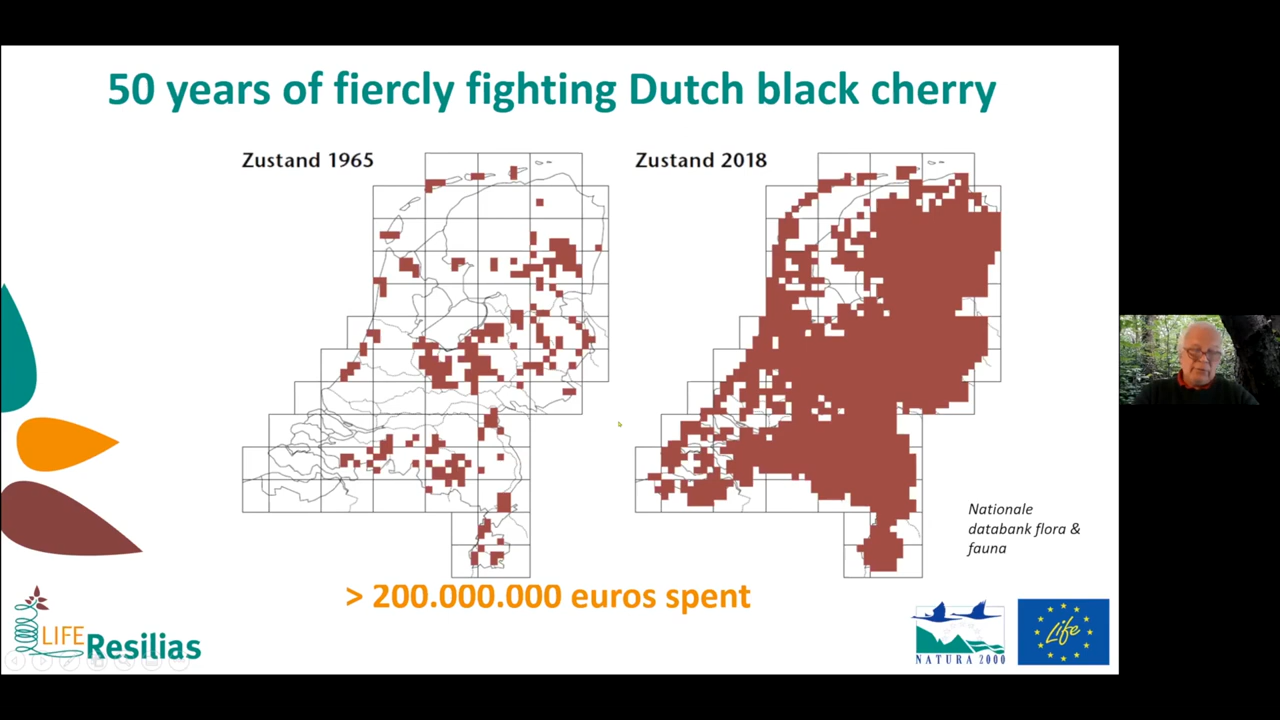 50 years of fiercly fighting Dutch black cherry
Zustand 1965
Zustand 2018
Nationale
databank flora &
fauna
> 200.000.000 euros spent
LIFE Resilias
NATURA 2000
Life